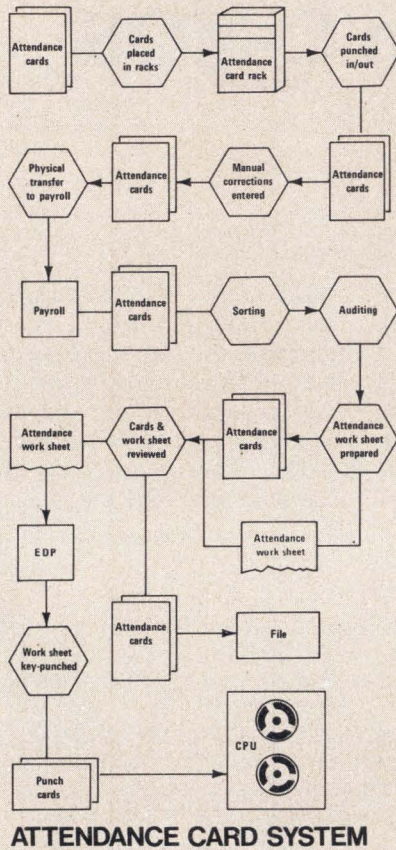 Attendance
cards
Cards
placed
in racks
Attendance
card rack
Cards
punched
in/out
Physical
transfer
to payroll
Attendance
cards
Manual
corrections
entered
Attendance
cards
Payroll
Attendance
cards
Sorting
Auditing
Attendance
work sheet
Cards &
work sheet
reviewed
Attendance
cards
Attendance
work sheet
prepared
EDP
Attendance
work sheet
Work sheet
key-punched
Attendance
cards
File
CPU
Punch
cards
ATTENDANCE CARD SYSTEM